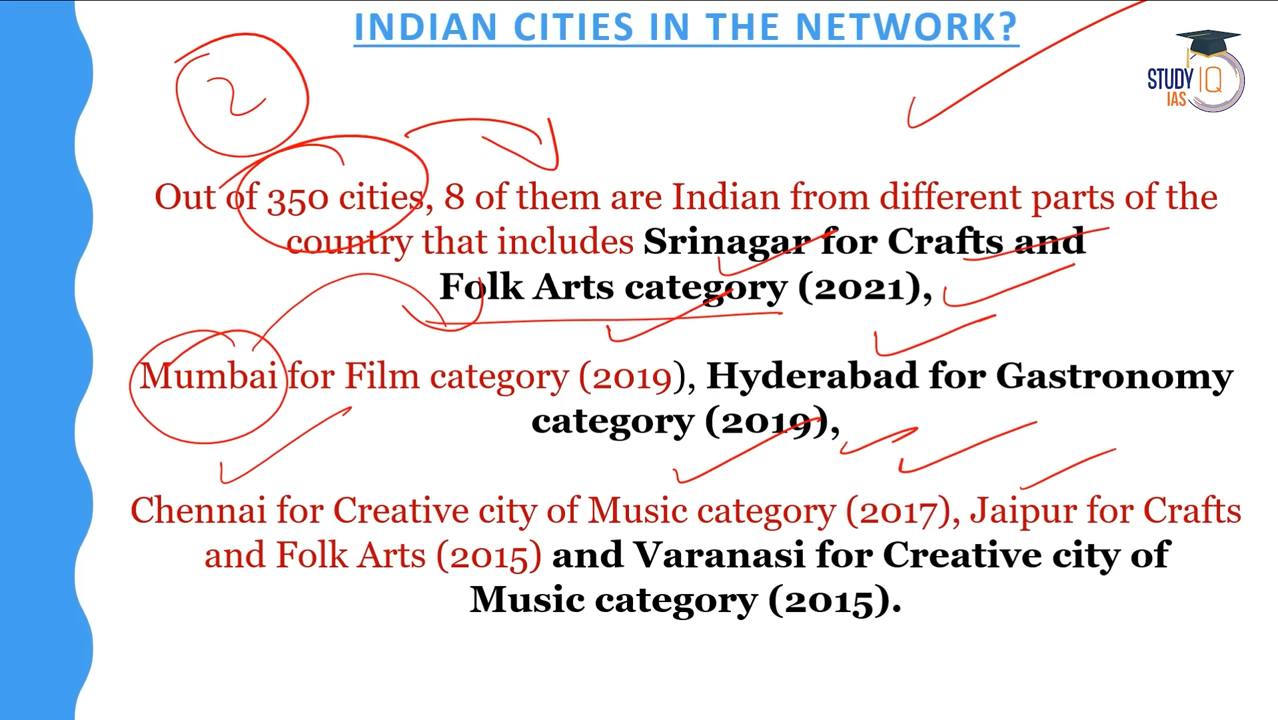 INDIAN CITIES IN THE NETWORK?
STUDY IQ
IAS
2
Out of 350 cities, 8 of them are Indian from different parts of the
country that includes Srinagar for Crafts and
Folk Arts category (2021),
Mumbai for Film category (2019), Hyderabad for Gastronomy
category (2019),
Chennai for Creative city of Music category (2017), Jaipur for Crafts
and Folk Arts (2015) and Varanasi for Creative city of
Music category (2015).